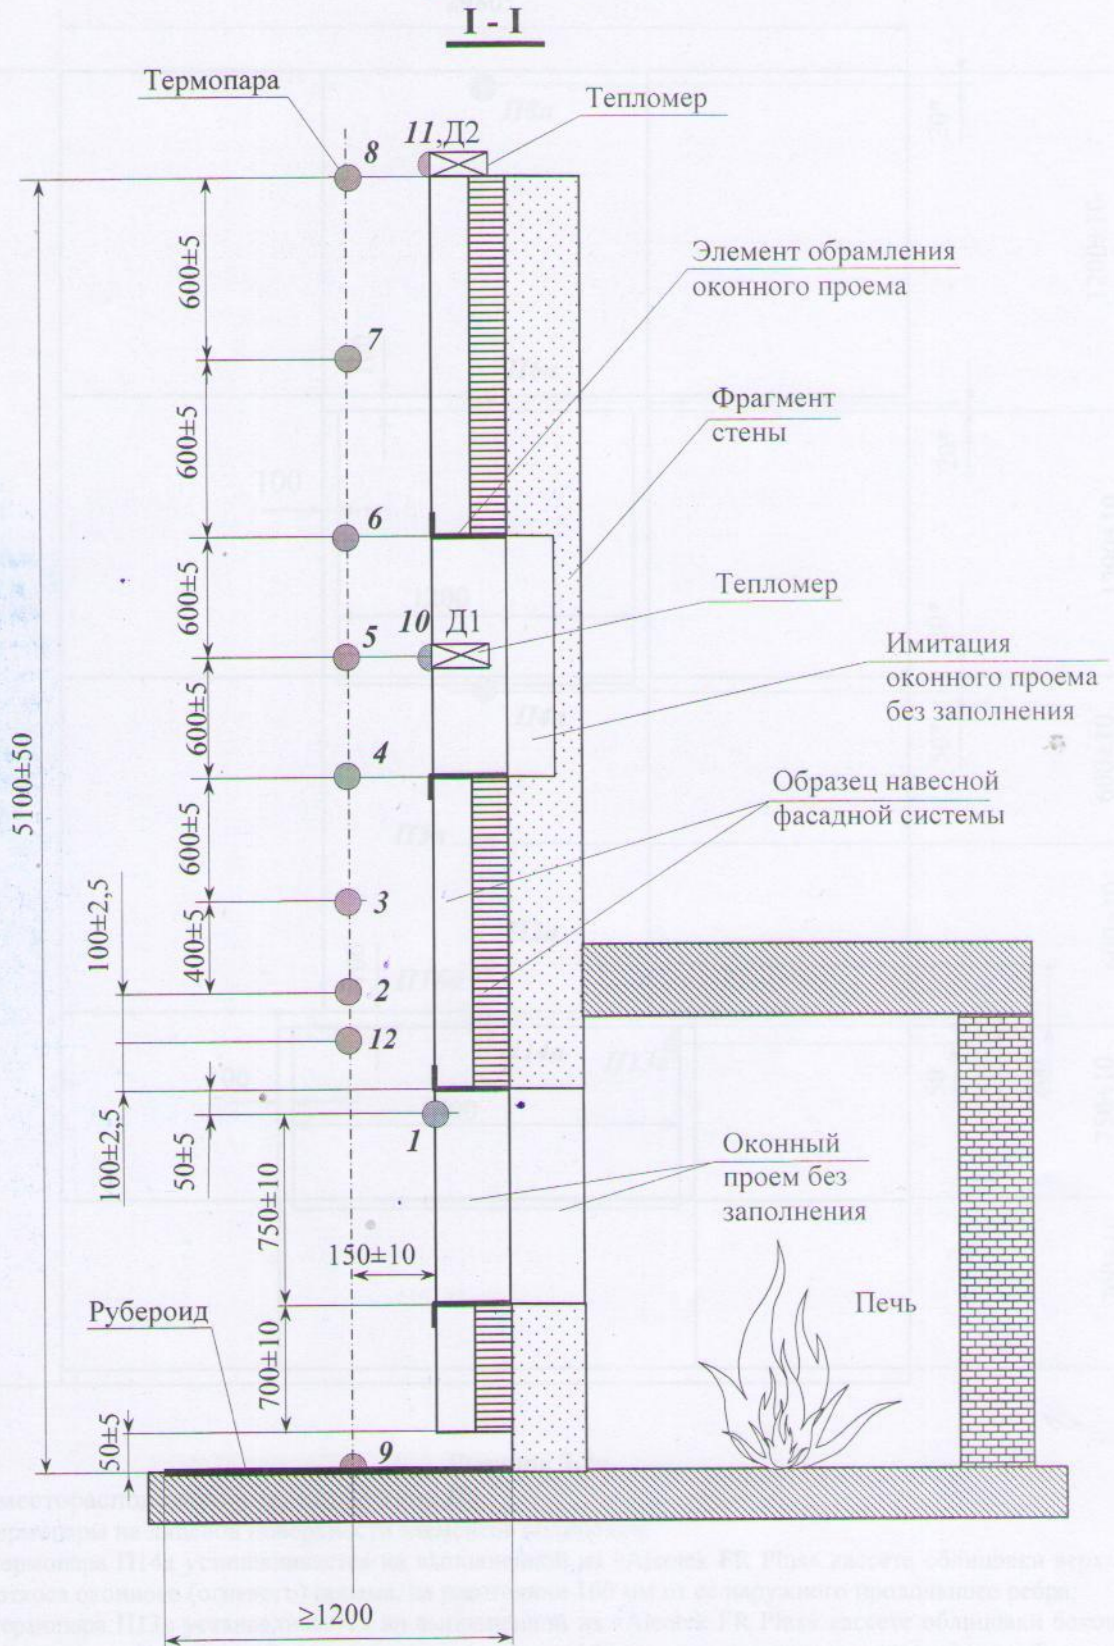 I - I
Термопара
Тепломер
11,Д2
8
Элемент обрамления
оконного проема
600±5
7
Фрагмент
стены
600±5
6
600±5
Тепломер
10 Д1
5
Имитация
оконного проема
без заполнения
600±5
4
5100±50
Образец навесной
фасадной системы
600±5
3
100±2,5
400±5
2
12
1
100±2,5
50±5
Оконный
проем без
заполнения
750±10
150±10
Рубероид
Печь
700±10
50±5
9
≥1200